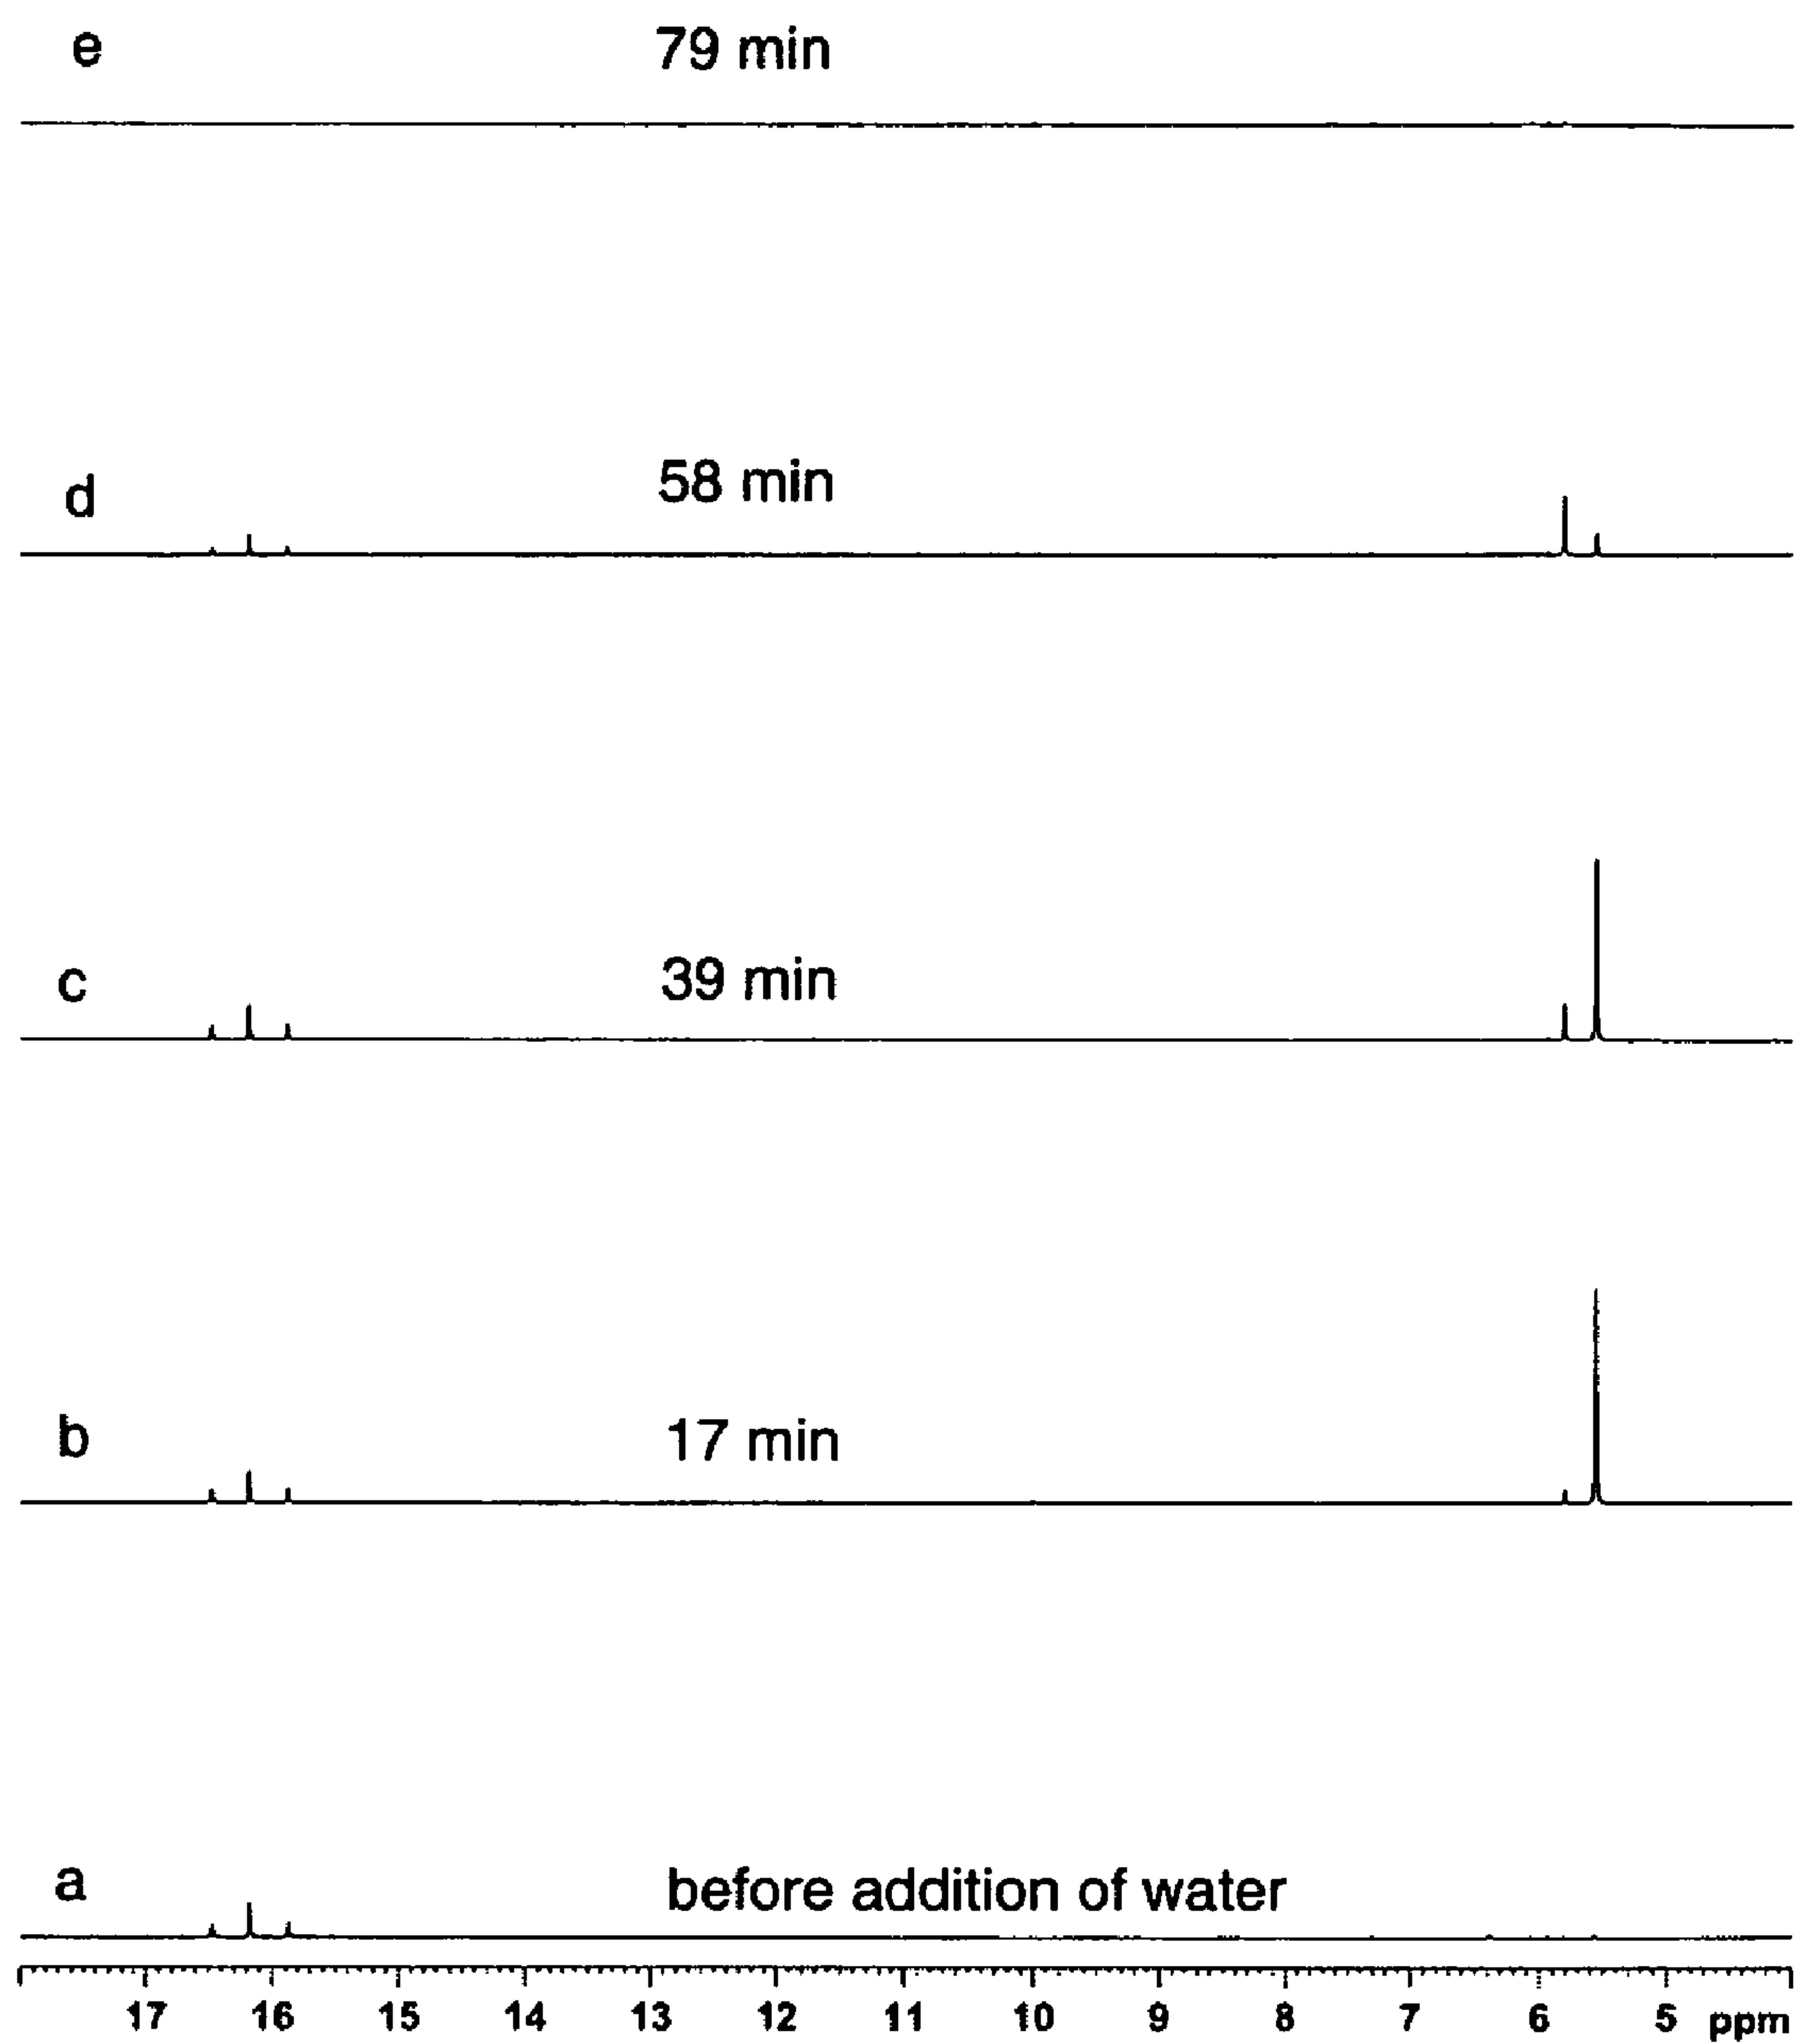 e 79 min
d 58 min
c 39 min
b 17 min
a before addition of water
17 16 15 14 13 12 11 10 9 8 7 6 5 ppm